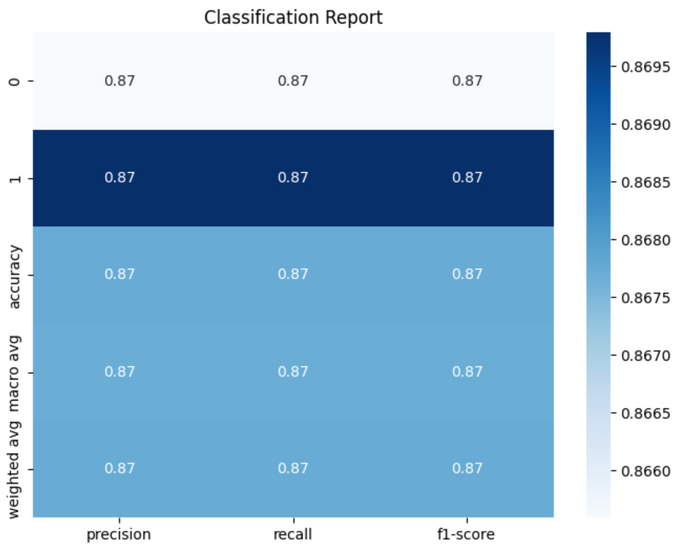 Classification Report
0 0.87 0.87 0.87
1 0.87 0.87 0.87
accuracy 0.87 0.87 0.87
macro avg 0.87 0.87 0.87
weighted avg 0.87 0.87 0.87
precision recall f1-score
0.8695
0.8690
0.8685
0.8680
0.8675
0.8670
0.8665
0.8660